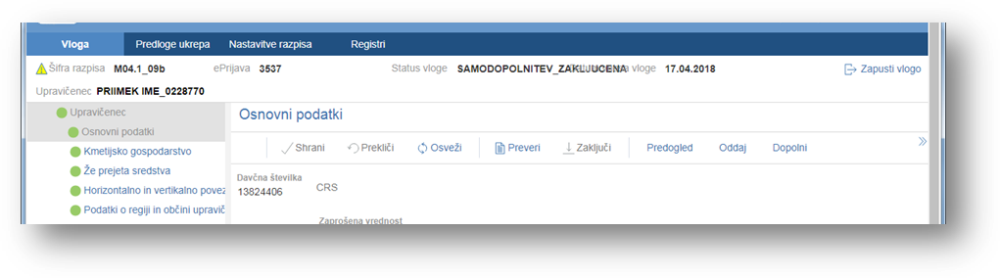 Vloga Predloge ukrepa Nastavitve razpisa Registri
Šifra razpisa M04.1_09b ePrijava 3537 Status vloge SAMODOPOLNITEV_ZAKLJUCENA vloge 17.04.2018 Zapusti vlogo
Upravičenec PRIIMEK IME_0228770
Upravičenec
Osnovni podatki
Kmetijsko gospodarstvo
Že prejeta sredstva
Horizontalno in vertikalno povez
Podatki o regiji in občini upravič
Osnovni podatki
Shrani Prekliči Osveži Preveri Zaključi Predogled Oddaj Dopolni
Davčna številka
13824406
CRS
Zaprošena vrednost